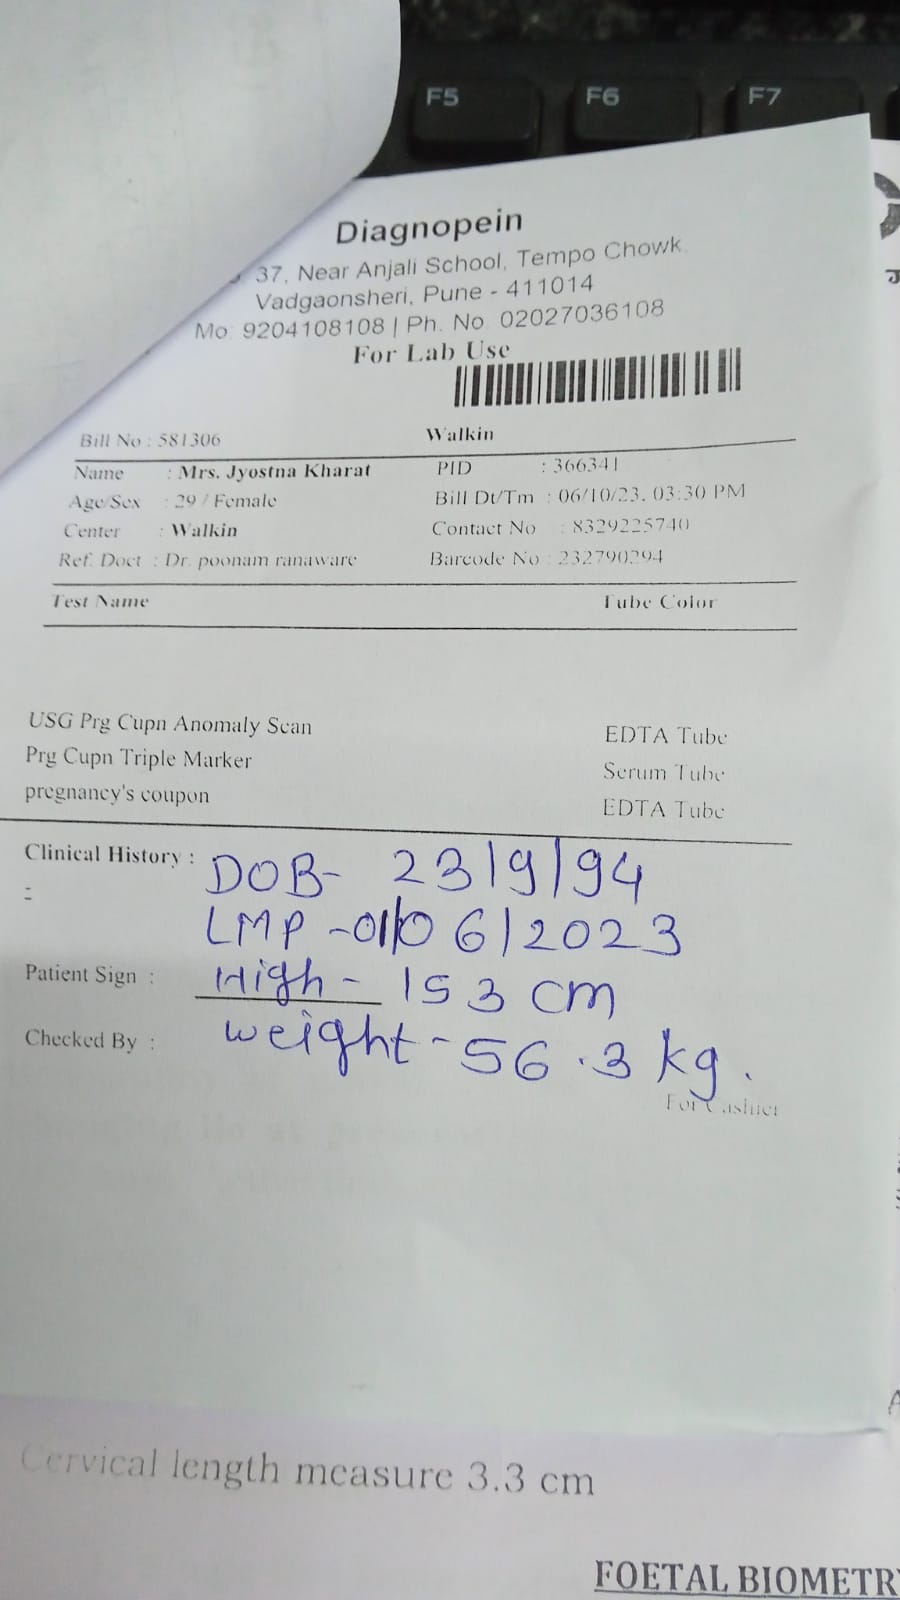 F5 F6 F7
Diagnopein
37, Near Anjali School, Tempo Chowk.
Vadgaonsheri, Pune - 411014
Mo: 9204108108 | Ph. No. 02027036108
For Lab Use
Bill No : 581306 Walkin
Name : Mrs. Jyostna Kharat PID : 366341
Age/Sex : 29 / Female Bill Dt/Tm : 06/10/23, 03:30 PM
Center : Walkin Contact No : 8329225740
Ref. Doct : Dr. poonam ranaware Barcode No : 232790294
Test Name Tube Color
USG Prg Cupn Anomaly Scan EDTA Tube
Prg Cupn Triple Marker Serum Tube
pregnancy's coupon EDTA Tube
Clinical History : DOB- 23/9/94
LMP - 01/06/2023
Patient Sign : High - 153 cm
Checked By : weight - 56.3 kg.
For Cashier
Cervical length measure 3.3 cm
FOETAL BIOMETRY